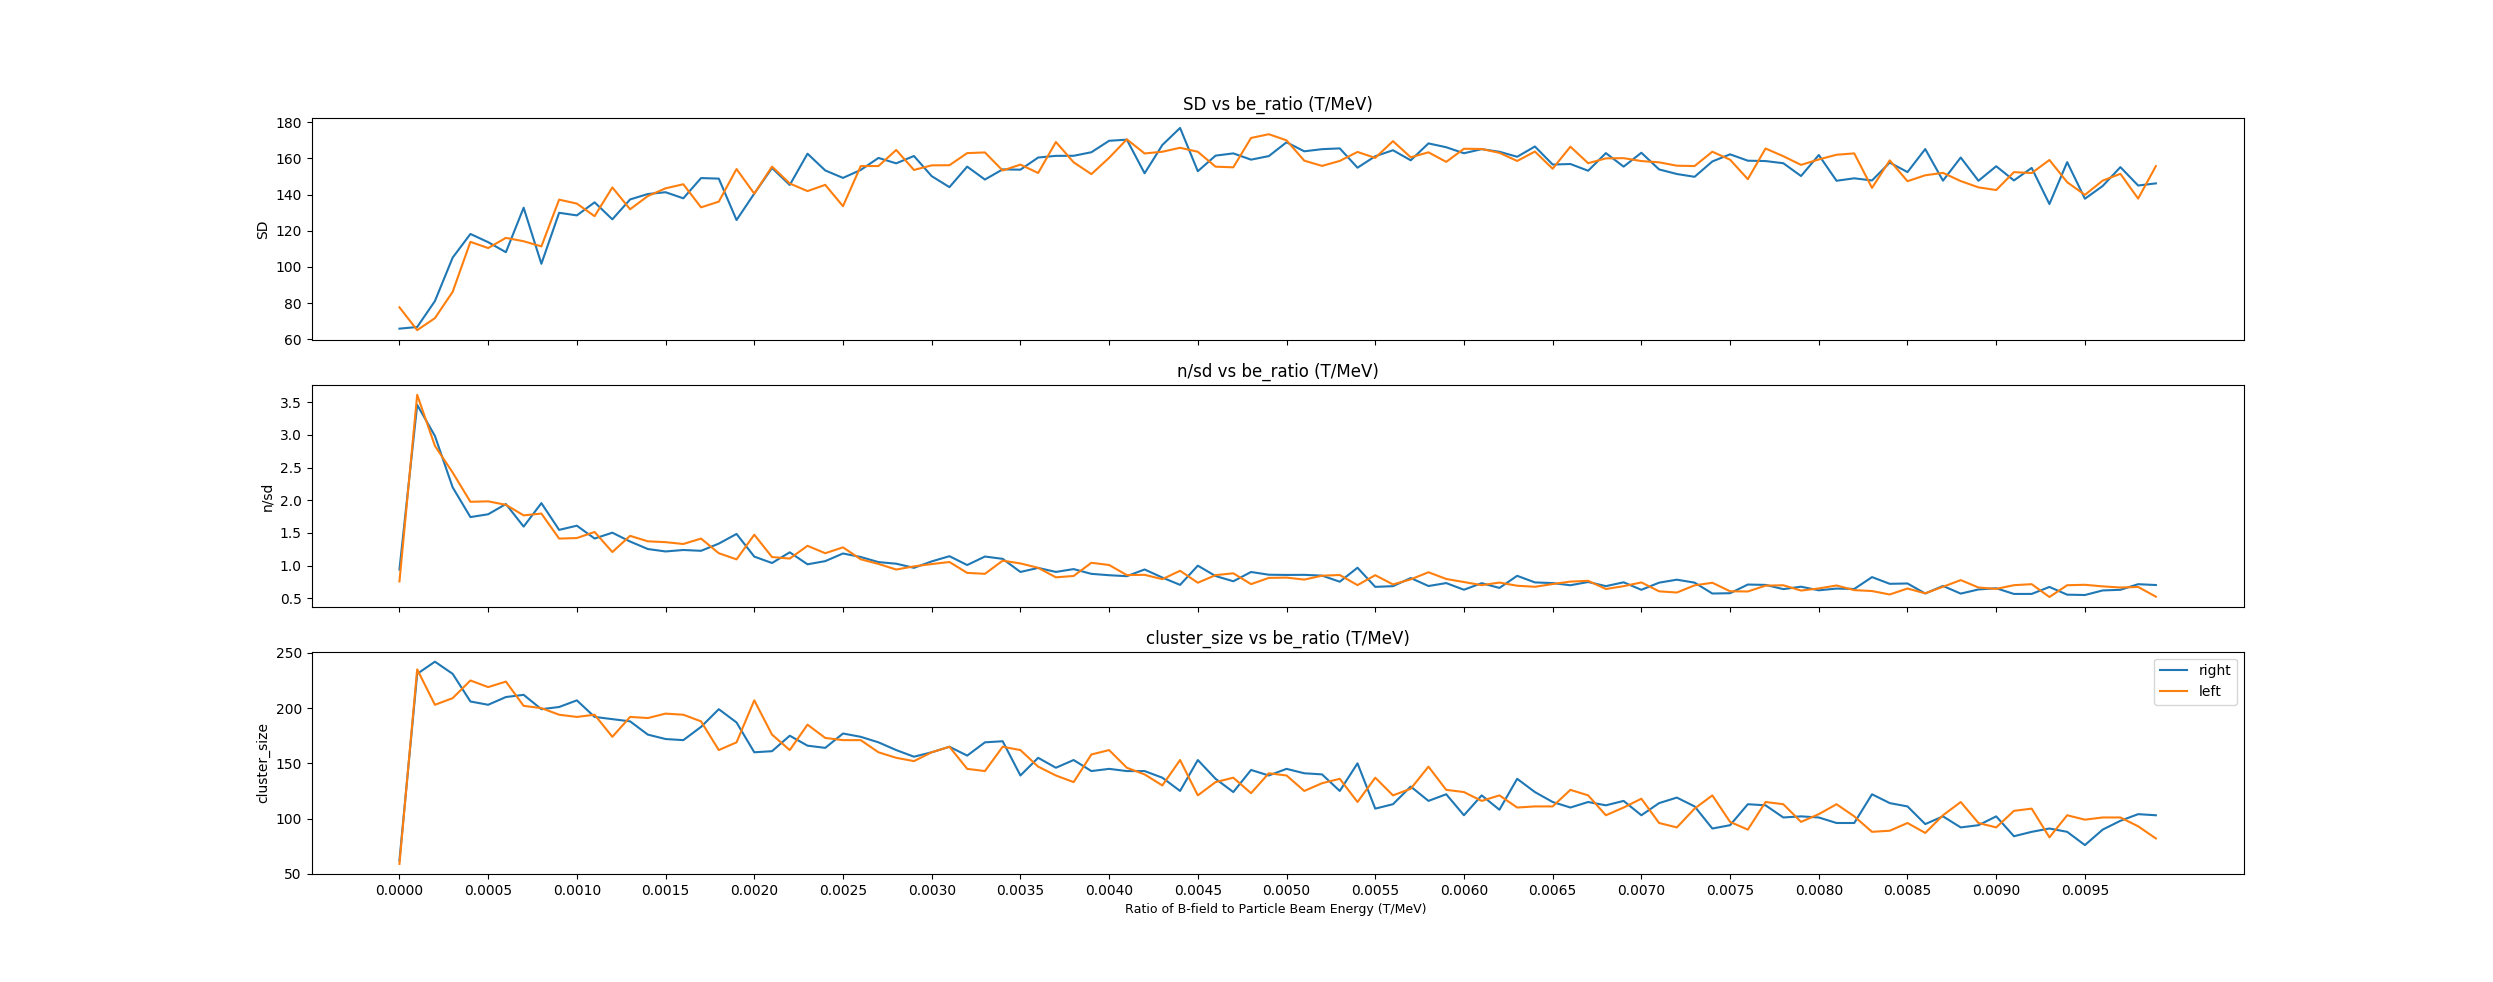 SD vs be_ratio (T/MeV)
180
160
140
120
100
80
60
SD
n/sd vs be_ratio (T/MeV)
3.5
3.0
2.5
2.0
1.5
1.0
0.5
n/sd
cluster_size vs be_ratio (T/MeV)
250
200
150
100
50
cluster_size
right
left
0.0000 0.0005 0.0010 0.0015 0.0020 0.0025 0.0030 0.0035 0.0040 0.0045 0.0050 0.0055 0.0060 0.0065 0.0070 0.0075 0.0080 0.0085 0.0090 0.0095
Ratio of B-field to Particle Beam Energy (T/MeV)